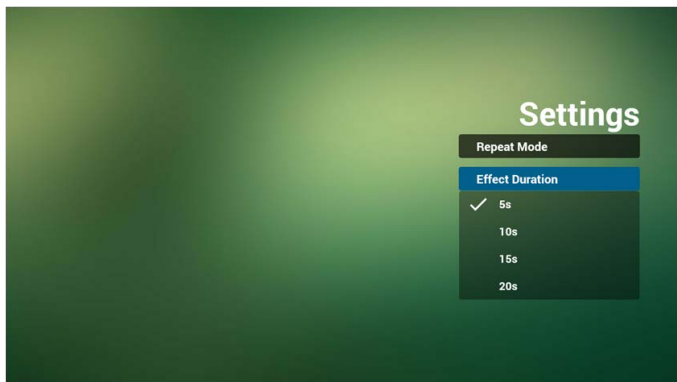 Settings
Repeat Mode
Effect Duration
5s
10s
15s
20s